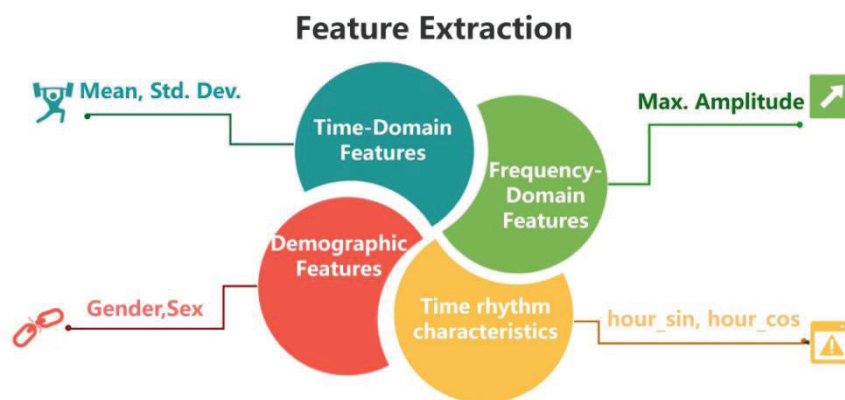 Feature Extraction
Mean, Std. Dev.
Time-Domain
Features
Max. Amplitude
Frequency-
Domain
Features
Demographic
Features
Gender,Sex
Time rhythm
characteristics
hour_sin, hour_cos